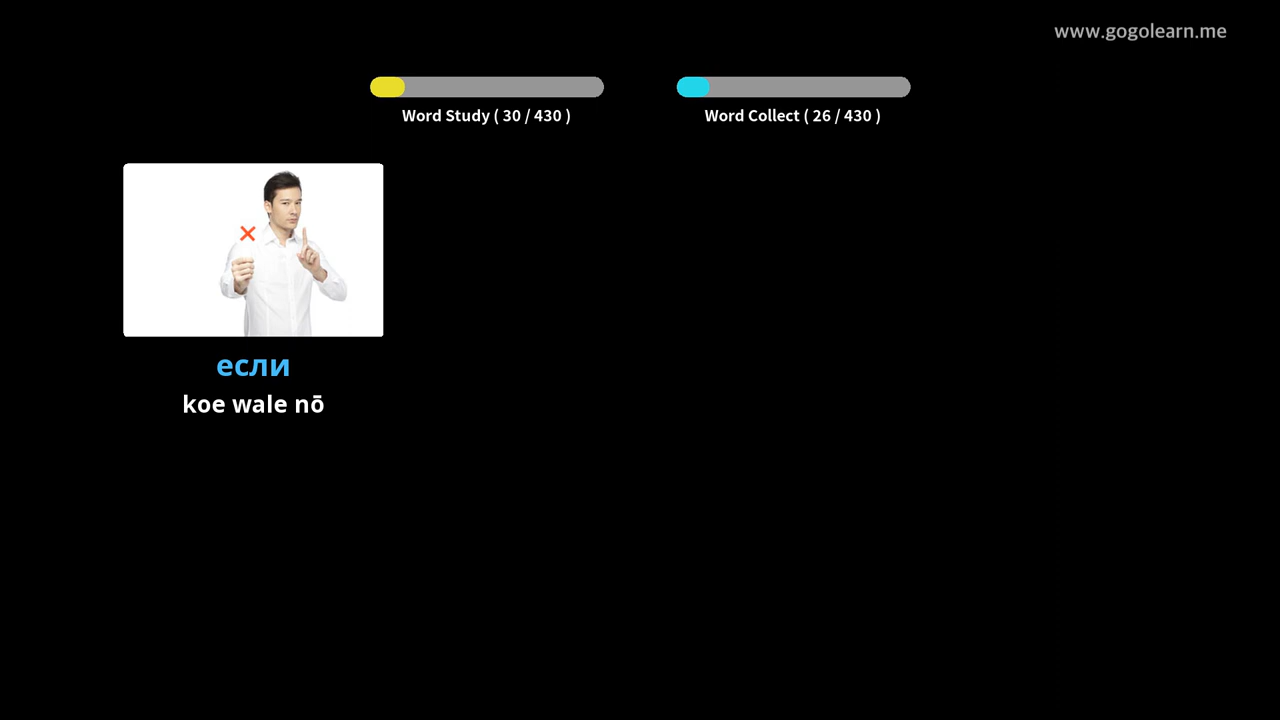 www.gogolearn.me
Word Study ( 30 / 430 )
Word Collect ( 26 / 430 )
если
koe wale nō